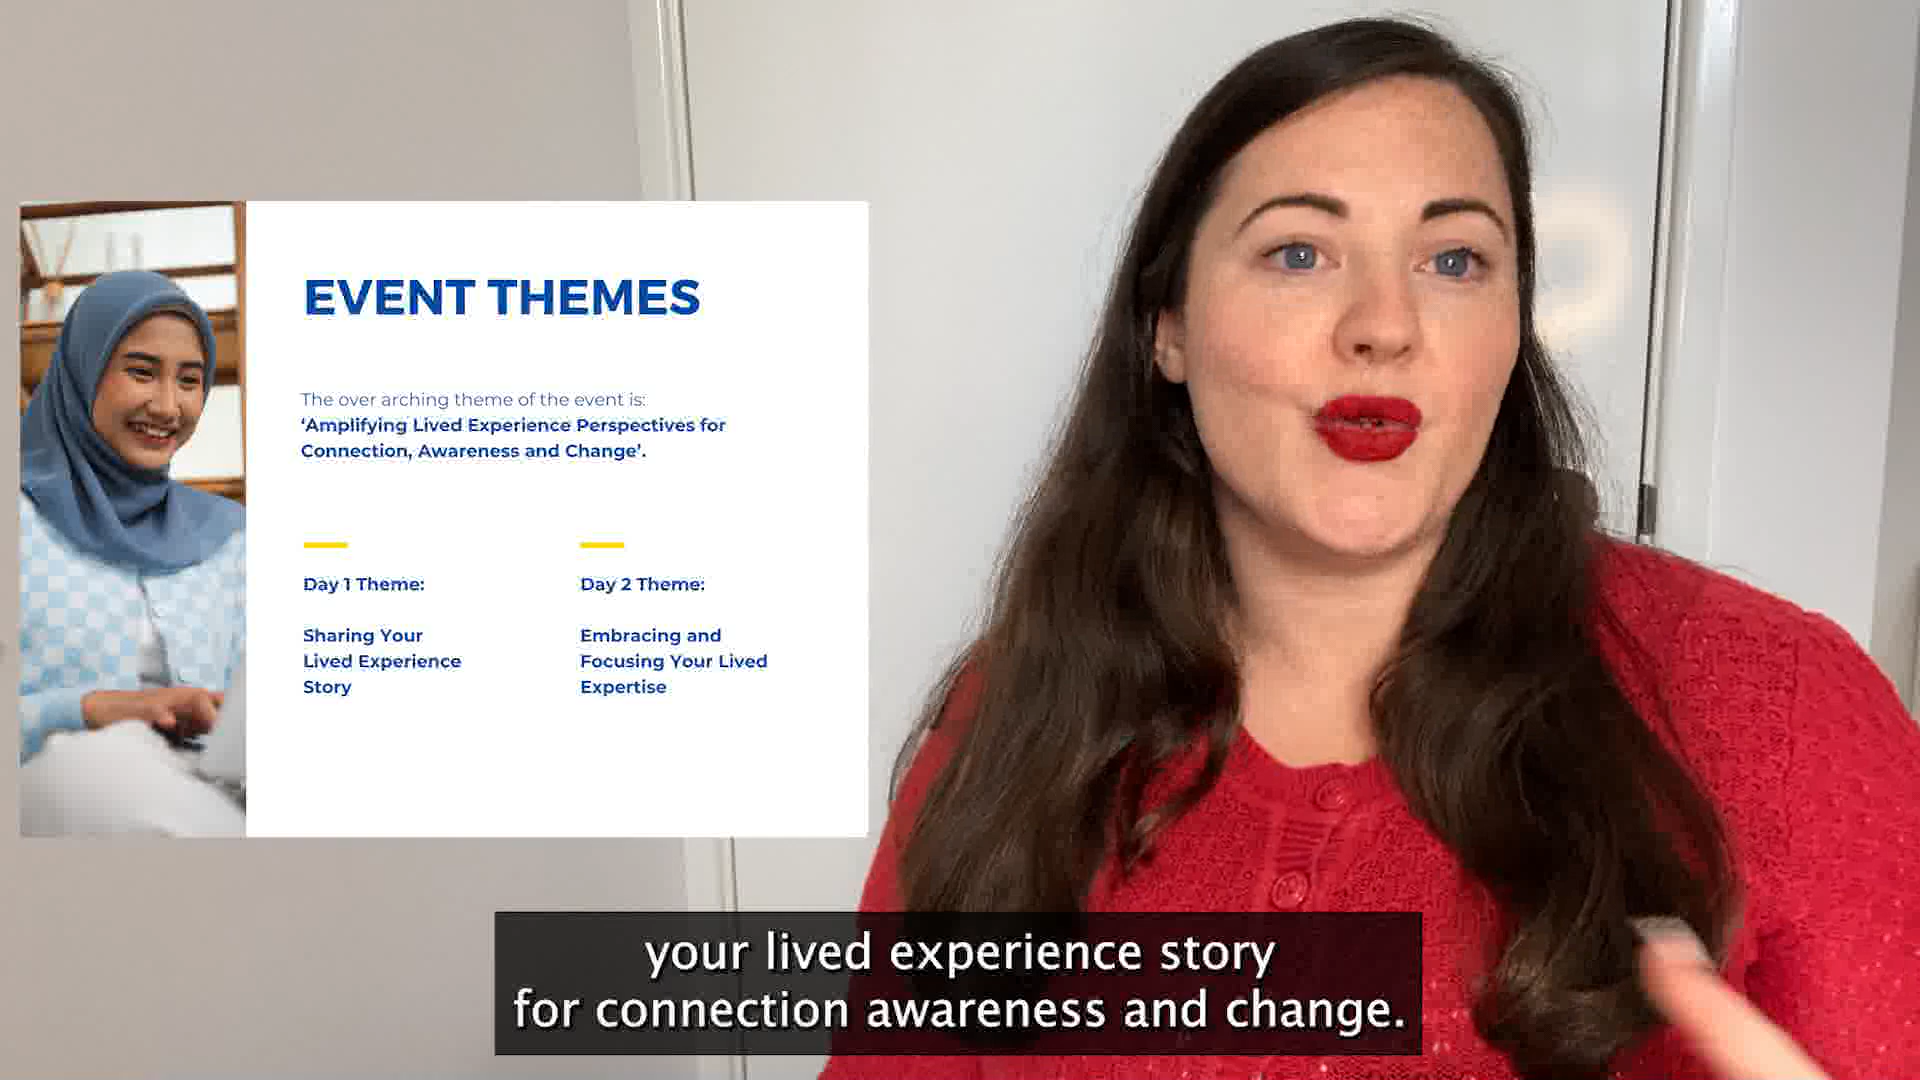 EVENT THEMES
The over arching theme of the event is:
‘Amplifying Lived Experience Perspectives for
Connection, Awareness and Change’.
Day 1 Theme:
Sharing Your
Lived Experience
Story
Day 2 Theme:
Embracing and
Focusing Your Lived
Expertise
your lived experience story
for connection awareness and change.